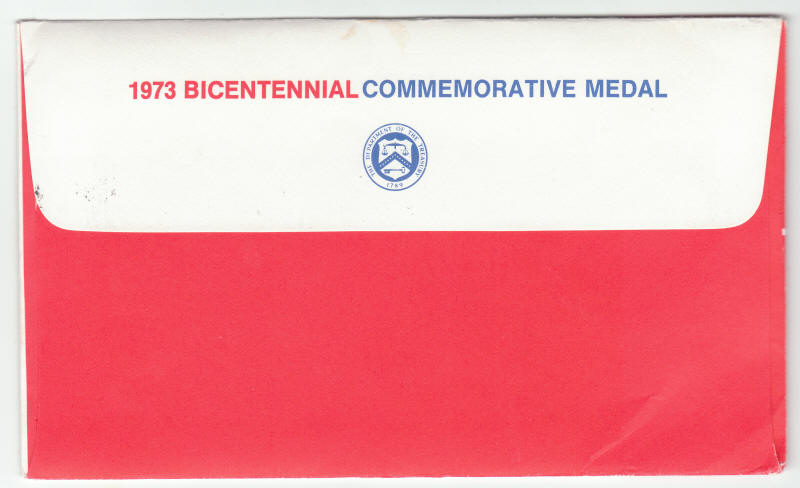 1973 BICENTENNIAL COMMEMORATIVE MEDAL
THE DEPARTMENT OF THE TREASURY
1789